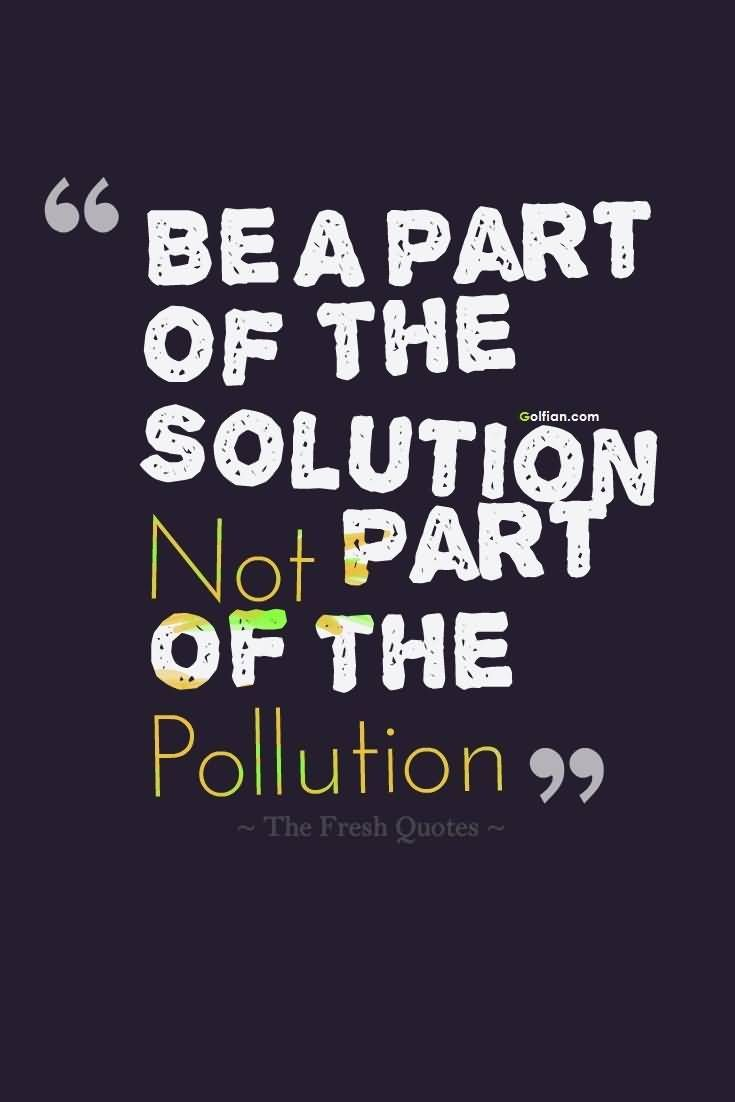 “BE A PART
OF THE
Golfian.com
SOLUTION
Not PART
OF THE
Pollution”
~ The Fresh Quotes ~